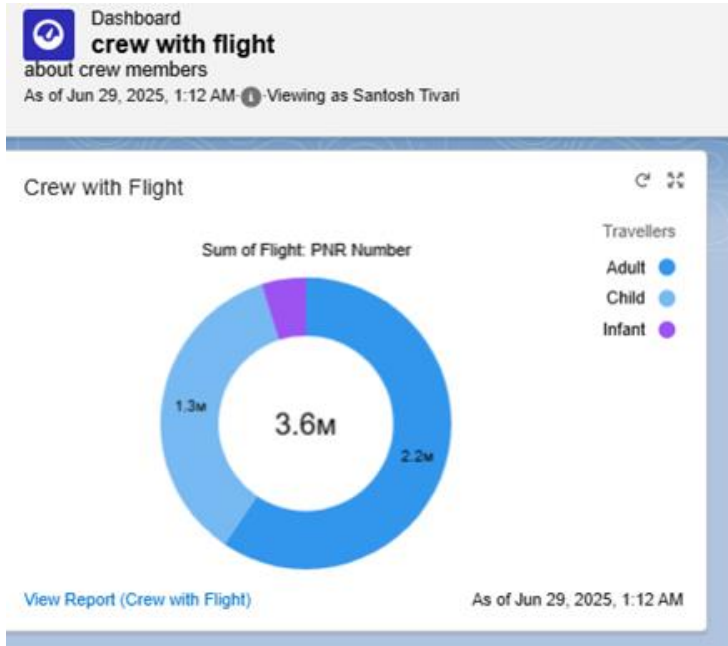 Dashboard
crew with flight
about crew members
As of Jun 29, 2025, 1:12 AM Viewing as Santosh Tivari
Crew with Flight
Sum of Flight: PNR Number
Travellers
Adult
Child
Infant
1.3M
3.6M
2.2M
View Report (Crew with Flight)
As of Jun 29, 2025, 1:12 AM